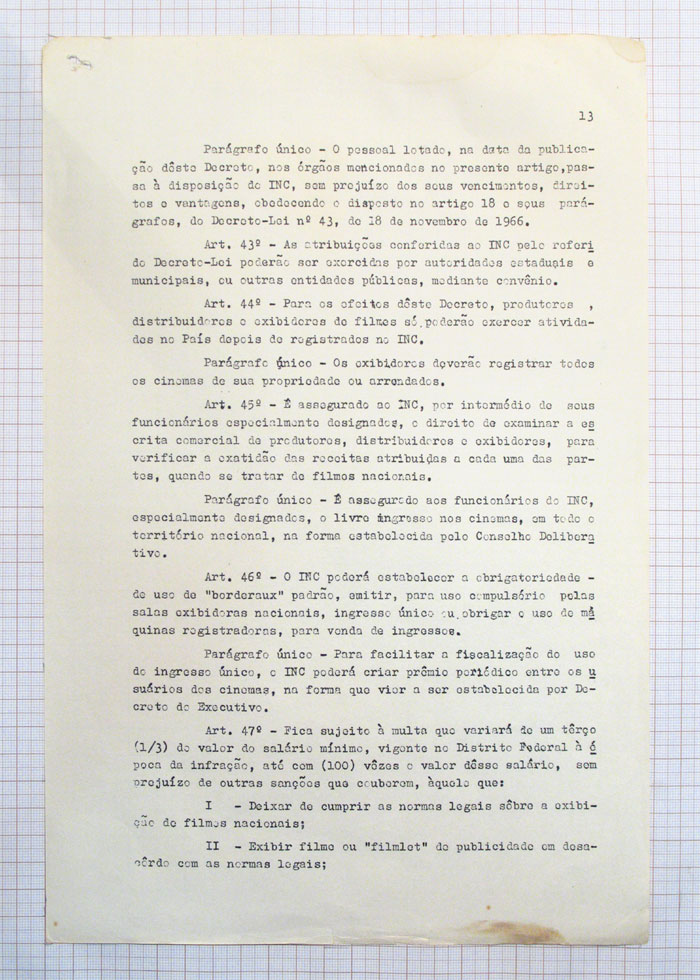 13
Parágrafo único - O pessoal lotado, na data da publica-
ção dêste Decreto, nos órgãos mencionados no presente artigo,pas-
sa à disposição do INC, sem prejuízo dos seus vencimentos, direi-
tos e vantagens, obedecendo o disposto no artigo 18 e seus pará-
grafos, do Decreto-Lei nº 43, de 18 de novembro de 1966.
Art. 43º - As atribuições conferidas ao INC pelo referi
do Decreto-Lei poderão ser exercidas por autoridades estaduais e
municipais, ou outras entidades públicas, mediante convênio.
Art. 44º - Para os efeitos dêste Decreto, produtores ,
distribuidores e exibidores de filmes só poderão exercer ativida-
des no País depois de registrados no INC.
Parágrafo único - Os exibidores deverão registrar todos
os cinemas de sua propriedade ou arrendados.
Art. 45º - É assegurado ao INC, por intermédio de seus
funcionários especialmente designados, o direito de examinar a es
crita comercial de produtores, distribuidores e exibidores, para
verificar a exatidão das receitas atribuidas a cada uma das par-
tes, quando se tratar de filmes nacionais.
Parágrafo único - É assegurado aos funcionários do INC,
especialmente designados, o livre ingresso nos cinemas, em todo o
território nacional, na forma estabelecida pelo Conselho Delibera
tivo.
Art. 46º - O INC poderá estabelecer a obrigatoriedade -
do uso de "borderaux" padrão, emitir, para uso compulsório pelas
salas exibidoras nacionais, ingresso único ou obrigar o uso de má
quinas registradoras, para venda de ingressos.
Parágrafo único - Para facilitar a fiscalização do uso
do ingresso único, o INC poderá criar prêmio periódico entre os u
suários dos cinemas, na forma que vier a ser estabelecida por De-
creto do Executivo.
Art. 47º - Fica sujeito à multa que variará de um têrço
(1/3) do valor do salário mínimo, vigente no Distrito Federal à é
poca da infração, até com (100) vôzes o valor dêsse salário, sem
prejuízo de outras sanções que couberem, àquele que:
I - Deixar de cumprir as normas legais sôbre a exibi-
ção de filmes nacionais;
II - Exibir filme ou "filmlet" de publicidade em desa-
côrdo com as normas legais;